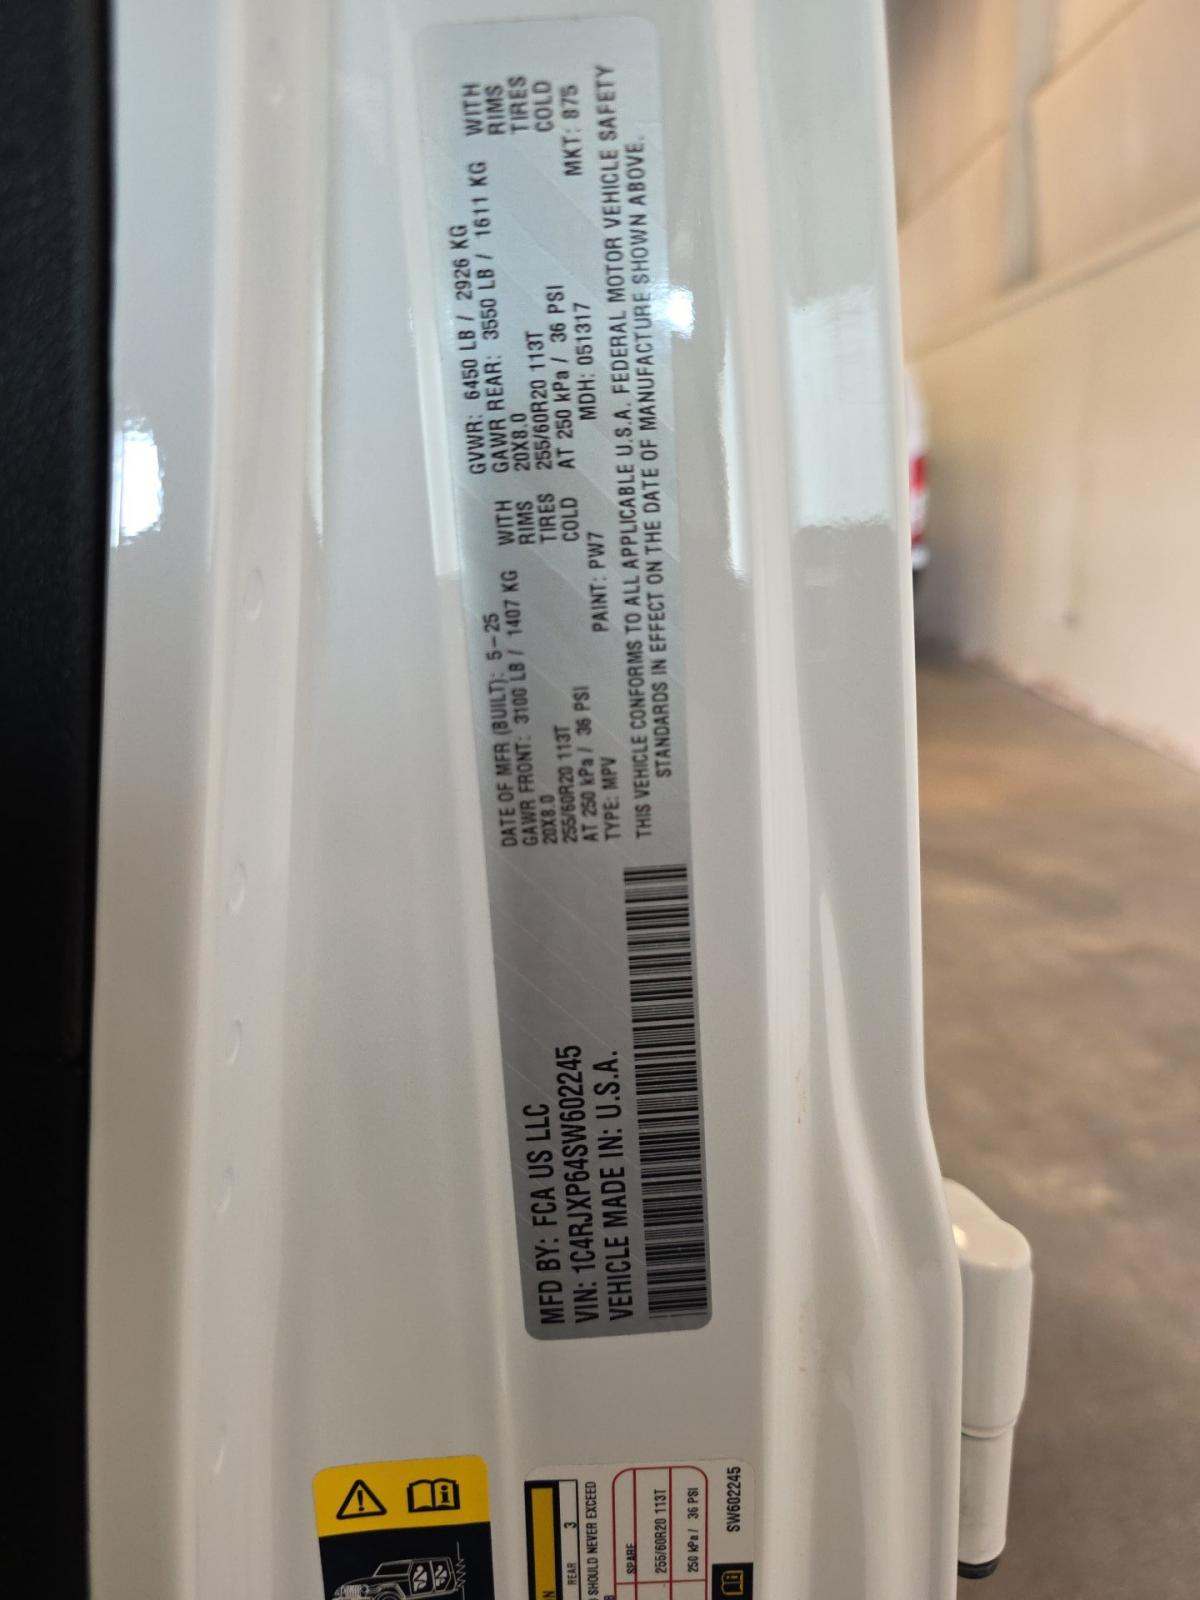 MFD BY: FCA US LLC
VIN: 1C4RJXP64SW602245
VEHICLE MADE IN: U.S.A.
DATE OF MFR (BUILT): 5-25
GAWR FRONT: 3100 LB / 1407 KG WITH
20X8.0 RIMS
255/60R20 113T TIRES
AT 250 kPa / 36 PSI COLD
TYPE: MPV PAINT: PW7
GVWR: 6450 LB / 2926 KG
GAWR REAR: 3550 LB / 1611 KG WITH
20X8.0 RIMS
255/60R20 113T TIRES
AT 250 kPa / 36 PSI COLD
MDH: 051317 MKT: 875
THIS VEHICLE CONFORMS TO ALL APPLICABLE U.S.A. FEDERAL MOTOR VEHICLE SAFETY
STANDARDS IN EFFECT ON THE DATE OF MANUFACTURE SHOWN ABOVE.
REAR 3
SHOULD NEVER EXCEED
SPARE
255/60R20 113T
250 kPa / 36 PSI
SW602245